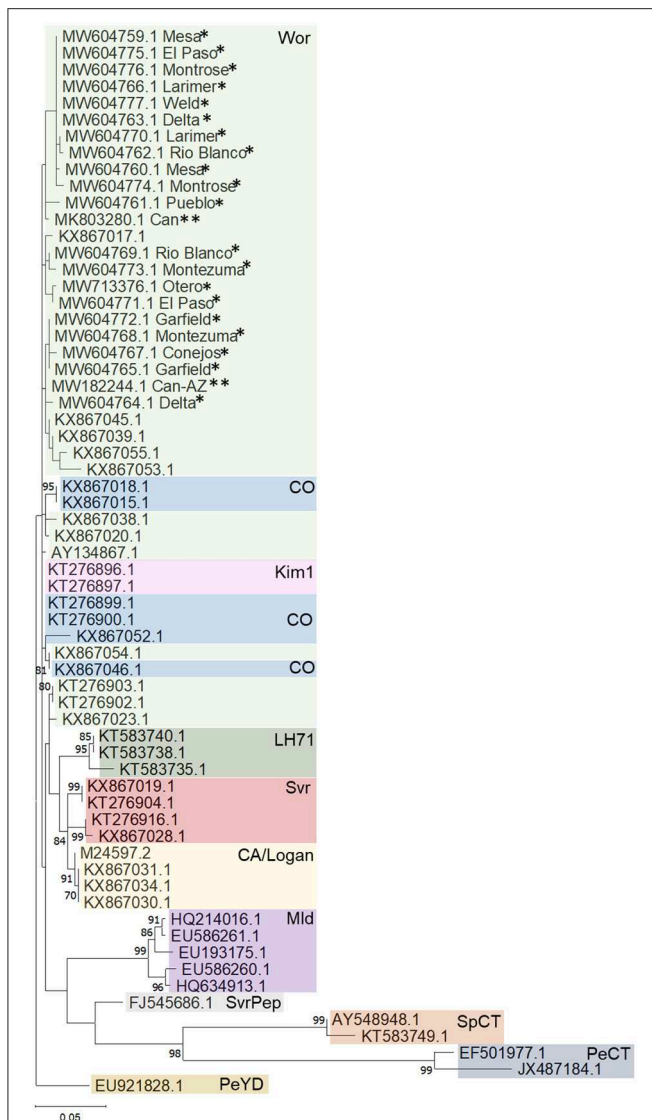 MW604759.1 Mesa* Wor
MW604775.1 El Paso*
MW604776.1 Montrose*
MW604766.1 Larimer*
MW604777.1 Weld*
MW604763.1 Delta*
MW604770.1 Larimer*
MW604762.1 Rio Blanco*
MW604760.1 Mesa*
MW604774.1 Montrose*
MW604761.1 Pueblo*
MK803280.1 Can**
KX867017.1
MW604769.1 Rio Blanco*
MW604773.1 Montezuma*
MW713376.1 Otero*
MW604771.1 El Paso*
MW604772.1 Garfield*
MW604768.1 Montezuma*
MW604767.1 Conejos*
MW604765.1 Garfield*
MW182244.1 Can-AZ**
MW604764.1 Delta*
KX867045.1
KX867039.1
KX867055.1
KX867053.1
95 KX867018.1 CO
KX867015.1
KX867038.1
KX867020.1
AY134867.1
KT276896.1 Kim1
KT276897.1
KT276899.1
KT276900.1 CO
KX867052.1
KX867054.1
81 KX867046.1 CO
80 KT276903.1
KT276902.1
KX867023.1
85 KT583740.1 LH71
95 KT583738.1
KT583735.1
99 KX867019.1 Svr
KT276904.1
KT276916.1
99 KX867028.1
84 M24597.2 CA/Logan
KX867031.1
91 KX867034.1
70 KX867030.1
91 HQ214016.1 Mld
86 EU586261.1
99 EU193175.1
EU586260.1
96 HQ634913.1
FJ545686.1 SvrPep
99 AY548948.1 SpCT
KT583749.1
98 EF501977.1 PeCT
99 JX487184.1
EU921828.1 PeYD
0.05